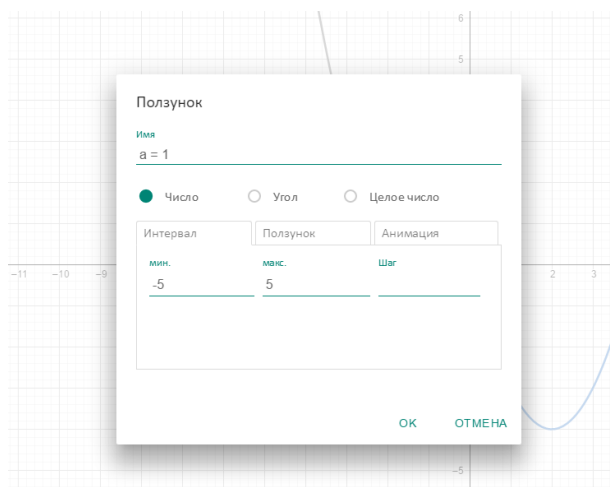 6
5
Ползунок
Имя
a = 1
Число Угол Целое число
Интервал Ползунок Анимация
мин. макс. Шаг
-5 5
−11 −10 −9 2 3
OK ОТМЕНА
−5